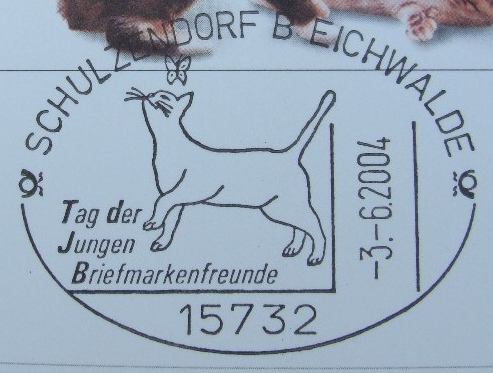 SCHULZENDORF B EICHWALDE
-3.-6.2004
Tag der
Jungen
Briefmarkenfreunde
15732